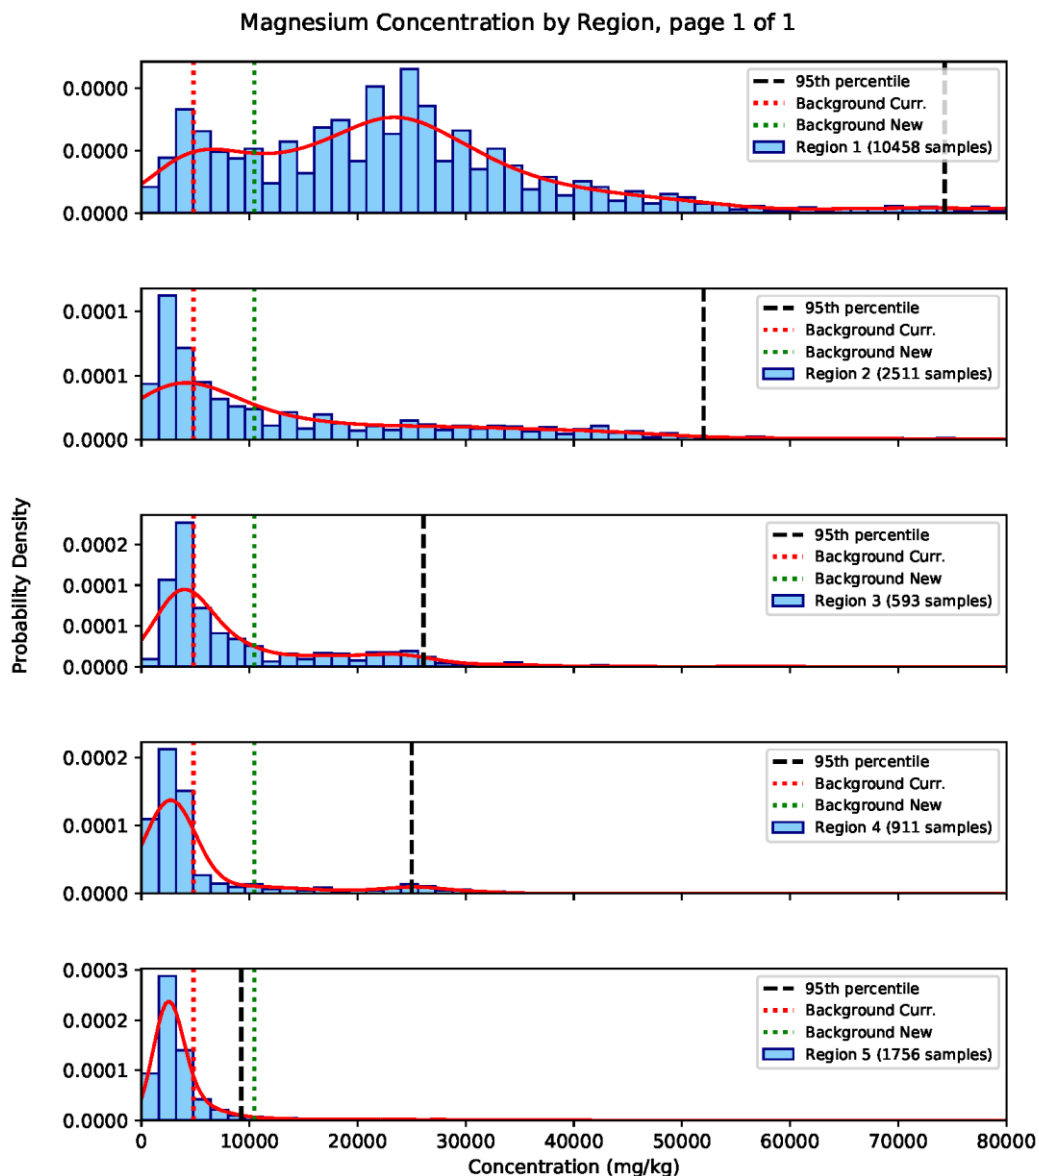 Magnesium Concentration by Region, page 1 of 1
0.0000
0.0000
0.0000
95th percentile
Background Curr.
Background New
Region 1 (10458 samples)
0.0001
0.0001
0.0000
95th percentile
Background Curr.
Background New
Region 2 (2511 samples)
Probability Density
0.0002
0.0001
0.0001
0.0000
95th percentile
Background Curr.
Background New
Region 3 (593 samples)
0.0002
0.0001
0.0000
95th percentile
Background Curr.
Background New
Region 4 (911 samples)
0.0003
0.0002
0.0001
0.0000
95th percentile
Background Curr.
Background New
Region 5 (1756 samples)
0 10000 20000 30000 40000 50000 60000 70000 80000
Concentration (mg/kg)